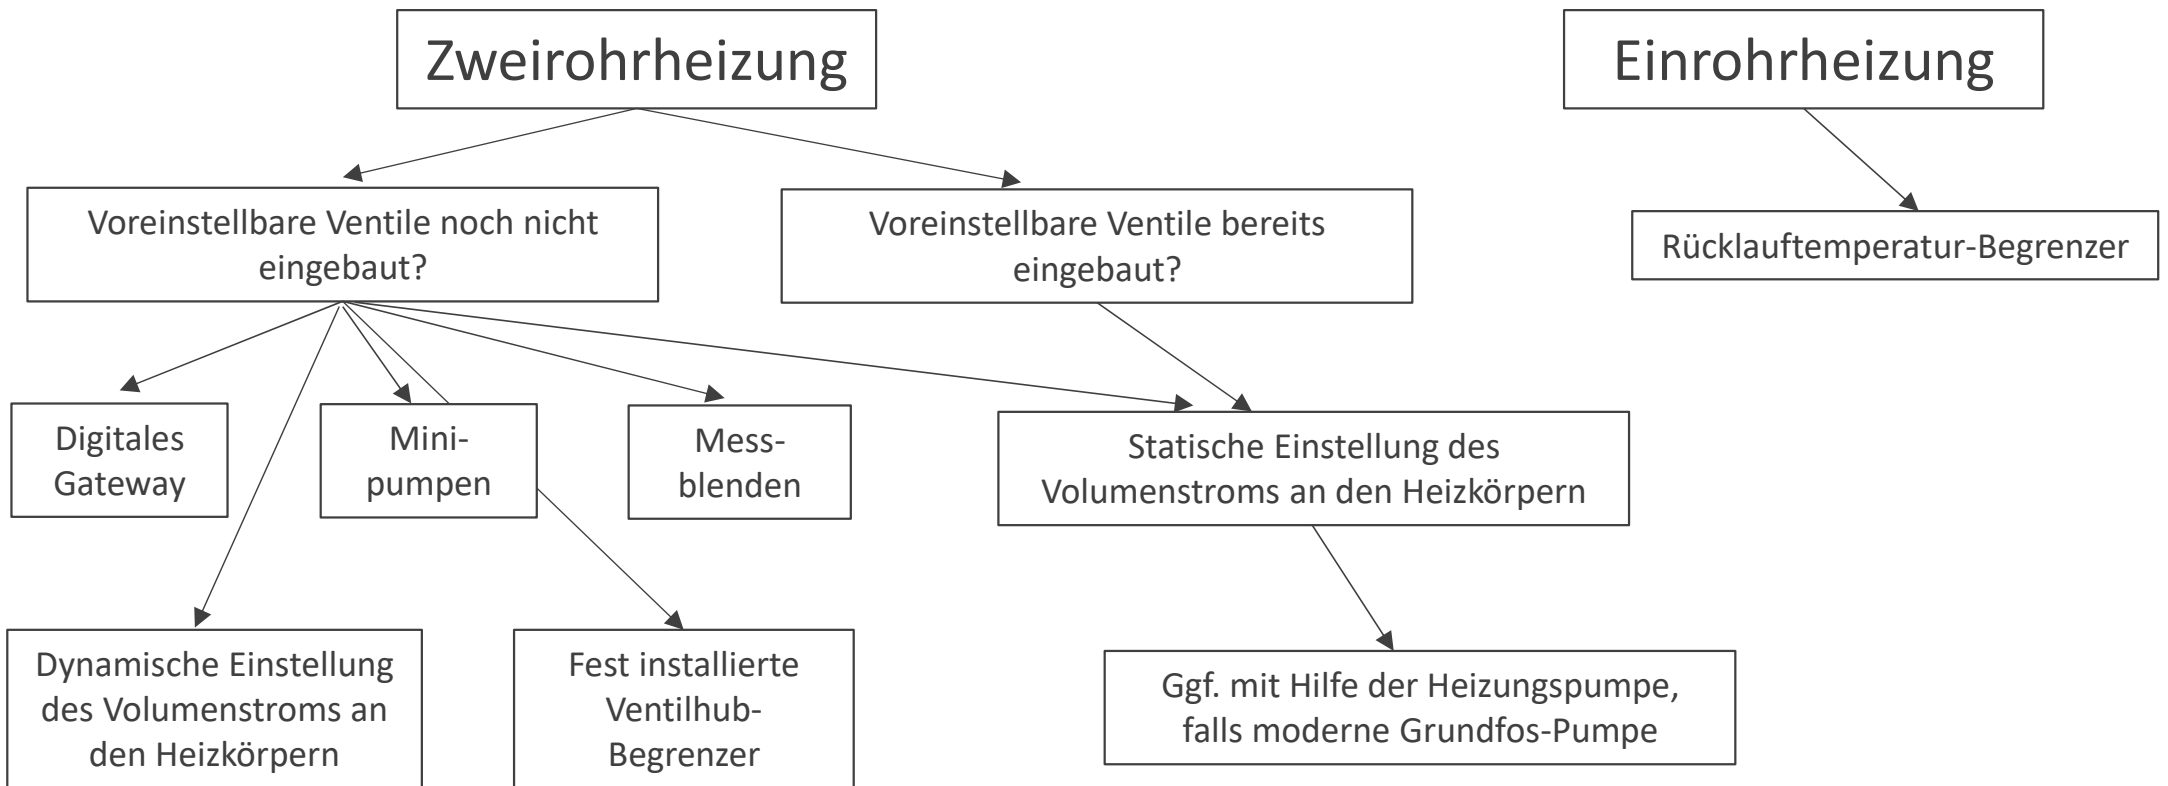 Zweirohrheizung
Einrohrheizung
Voreinstellbare Ventile noch nicht
eingebaut?
Voreinstellbare Ventile bereits
eingebaut?
Rücklauftemperatur-Begrenzer
Digitales
Gateway
Mini-
pumpen
Mess-
blenden
Statische Einstellung des
Volumenstroms an den Heizkörpern
Dynamische Einstellung
des Volumenstroms an
den Heizkörpern
Fest installierte
Ventilhub-
Begrenzer
Ggf. mit Hilfe der Heizungspumpe,
falls moderne Grundfos-Pumpe